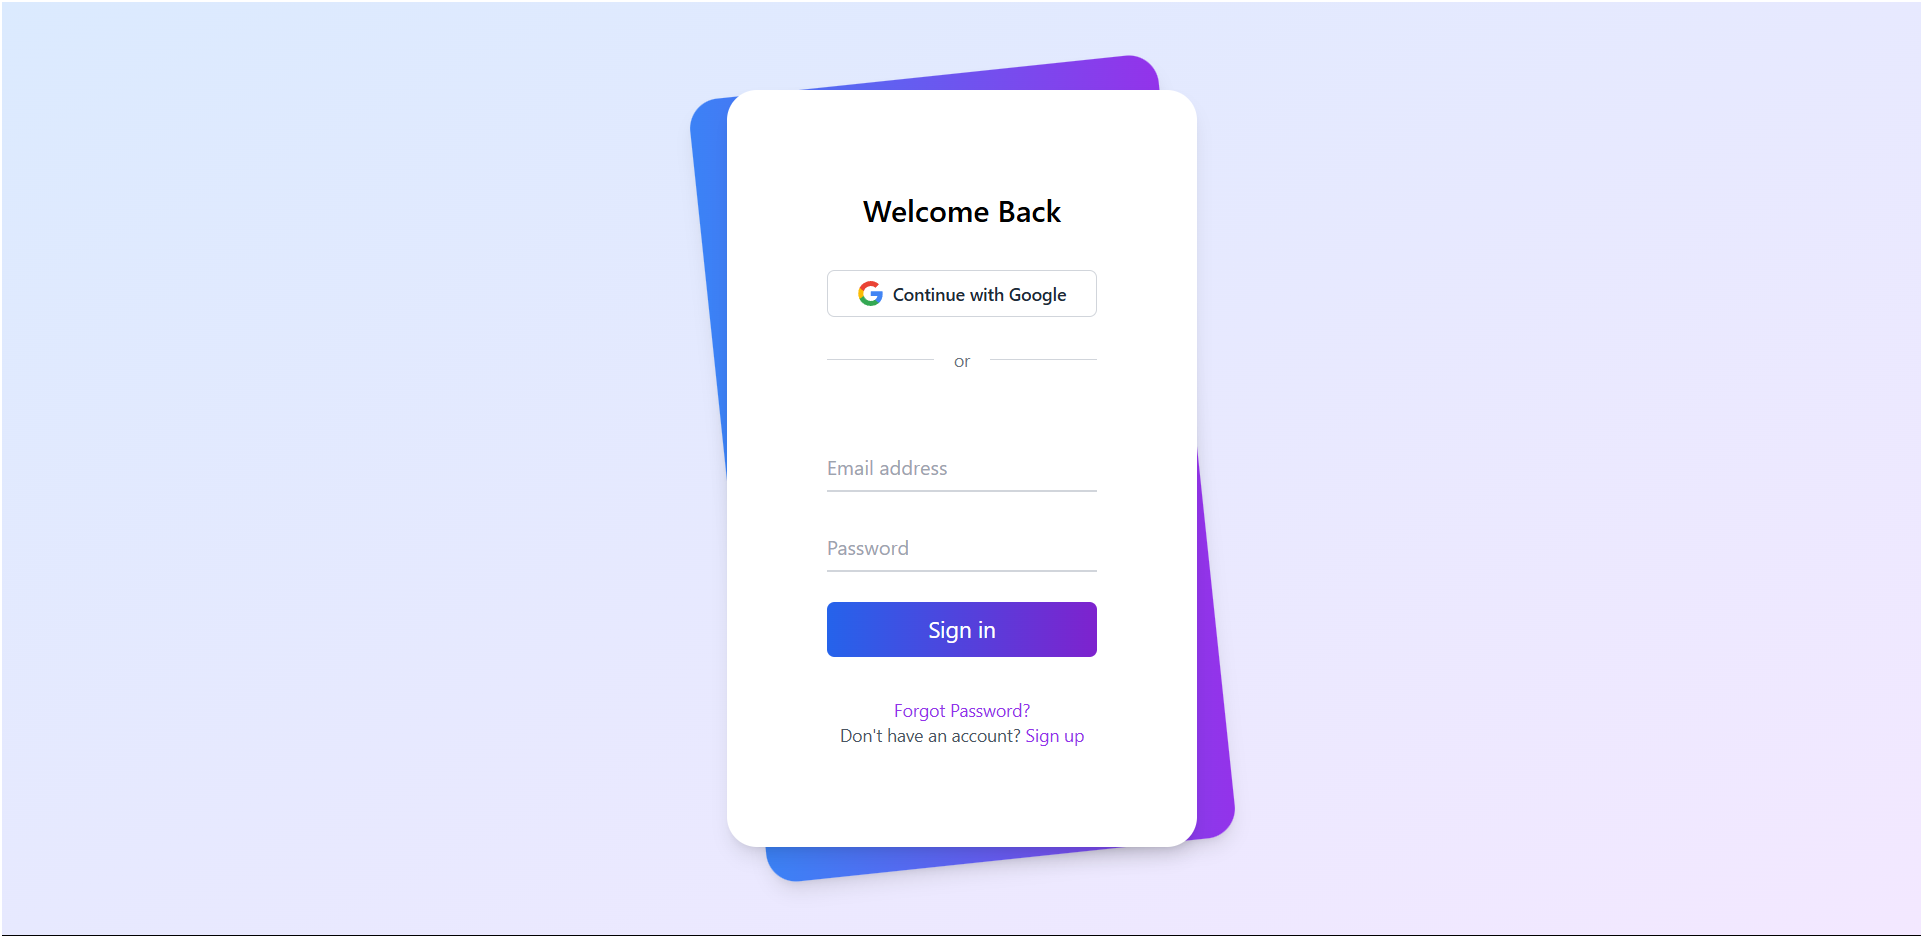 Welcome Back
Continue with Google
or
Email address
Password
Sign in
Forgot Password?
Don't have an account? Sign up